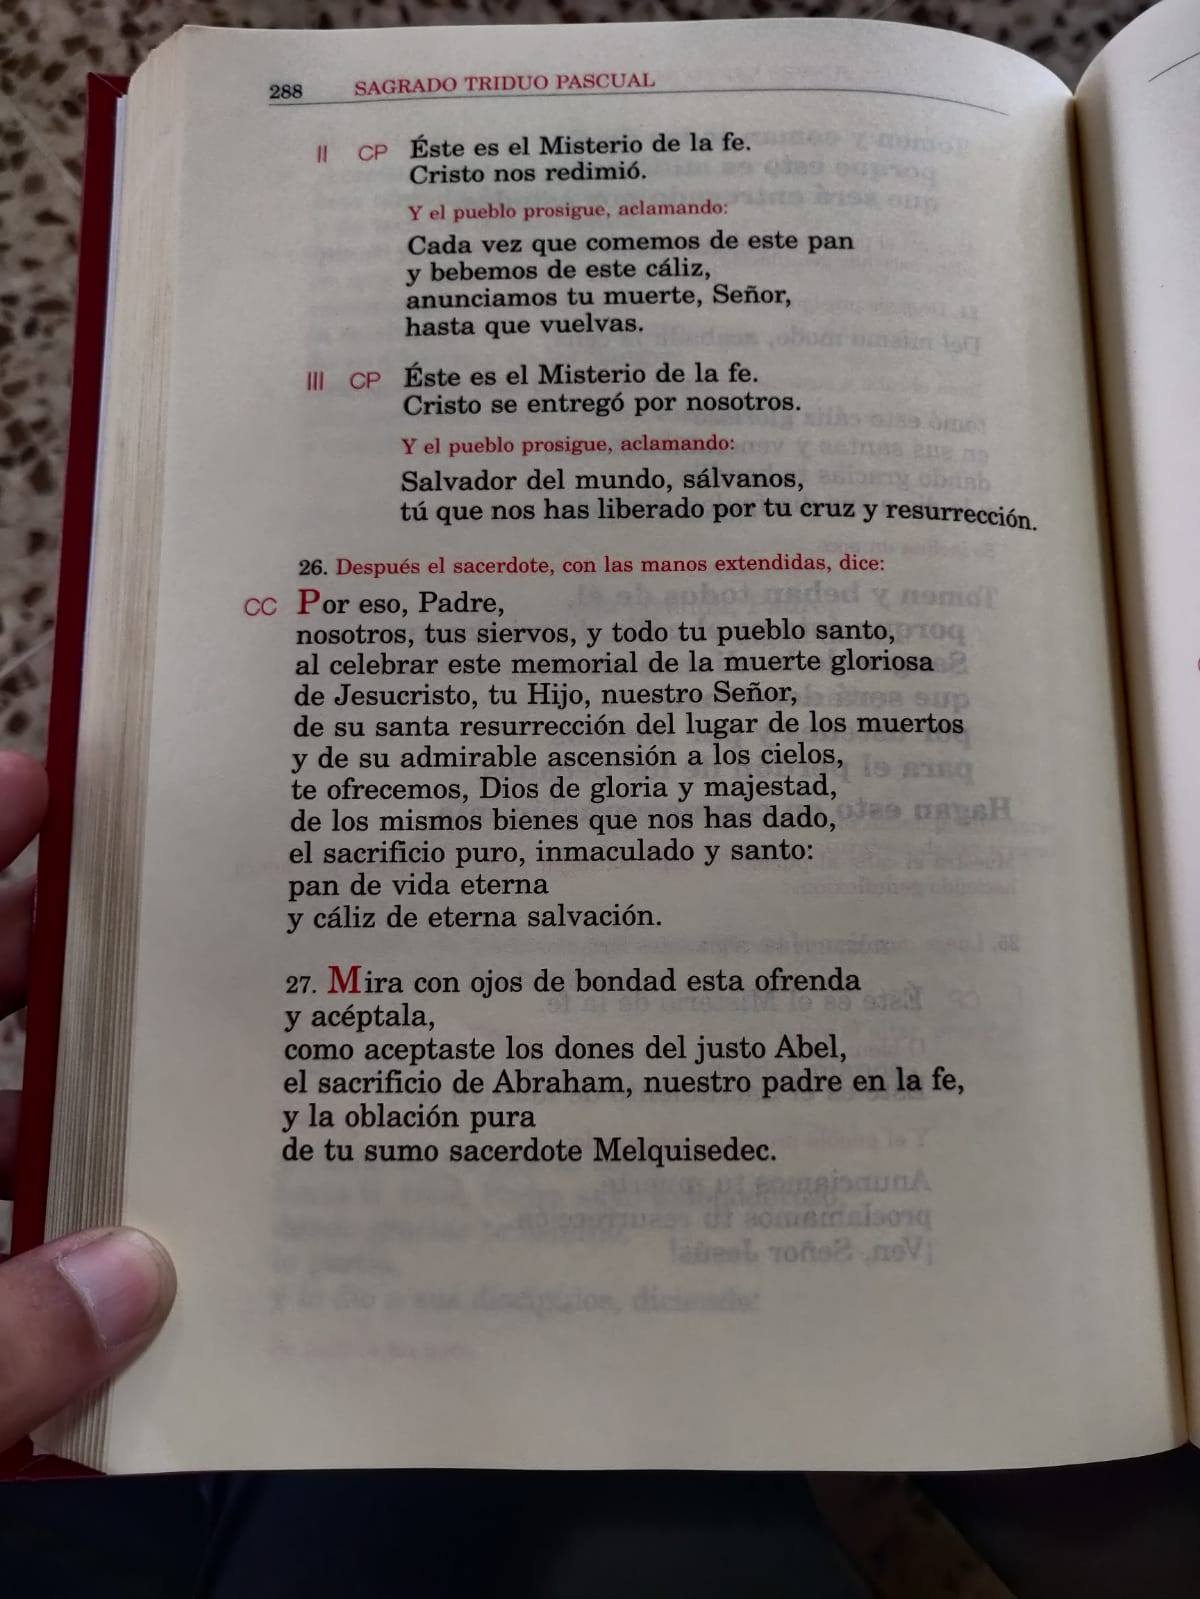 288 SAGRADO TRIDUO PASCUAL
II CP Éste es el Misterio de la fe.
Cristo nos redimió.
Y el pueblo prosigue, aclamando:
Cada vez que comemos de este pan
y bebemos de este cáliz,
anunciamos tu muerte, Señor,
hasta que vuelvas.
III CP Éste es el Misterio de la fe.
Cristo se entregó por nosotros.
Y el pueblo prosigue, aclamando:
Salvador del mundo, sálvanos,
tú que nos has liberado por tu cruz y resurrección.
26. Después el sacerdote, con las manos extendidas, dice:
CC Por eso, Padre,
nosotros, tus siervos, y todo tu pueblo santo,
al celebrar este memorial de la muerte gloriosa
de Jesucristo, tu Hijo, nuestro Señor,
de su santa resurrección del lugar de los muertos
y de su admirable ascensión a los cielos,
te ofrecemos, Dios de gloria y majestad,
de los mismos bienes que nos has dado,
el sacrificio puro, inmaculado y santo:
pan de vida eterna
y cáliz de eterna salvación.
27. Mira con ojos de bondad esta ofrenda
y acéptala,
como aceptaste los dones del justo Abel,
el sacrificio de Abraham, nuestro padre en la fe,
y la oblación pura
de tu sumo sacerdote Melquisedec.